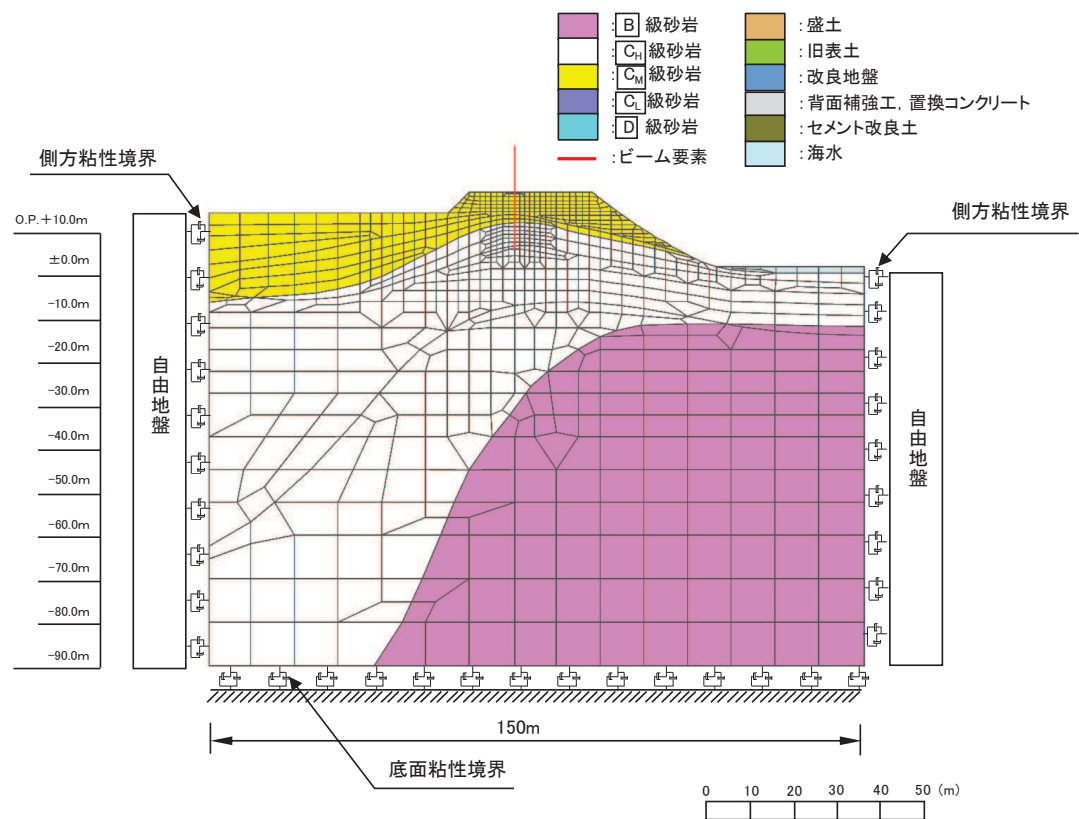 :B 級砂岩
:CH 級砂岩
:CM 級砂岩
:CL 級砂岩
:D 級砂岩
:ビーム要素
:盛土
:旧表土
:改良地盤
:背面補強工, 置換コンクリート
:セメント改良土
:海水
側方粘性境界
側方粘性境界
O.P.+10.0m
±0.0m
-10.0m
-20.0m
-30.0m
-40.0m
-50.0m
-60.0m
-70.0m
-80.0m
-90.0m
自由地盤
自由地盤
150m
底面粘性境界
0 10 20 30 40 50 (m)